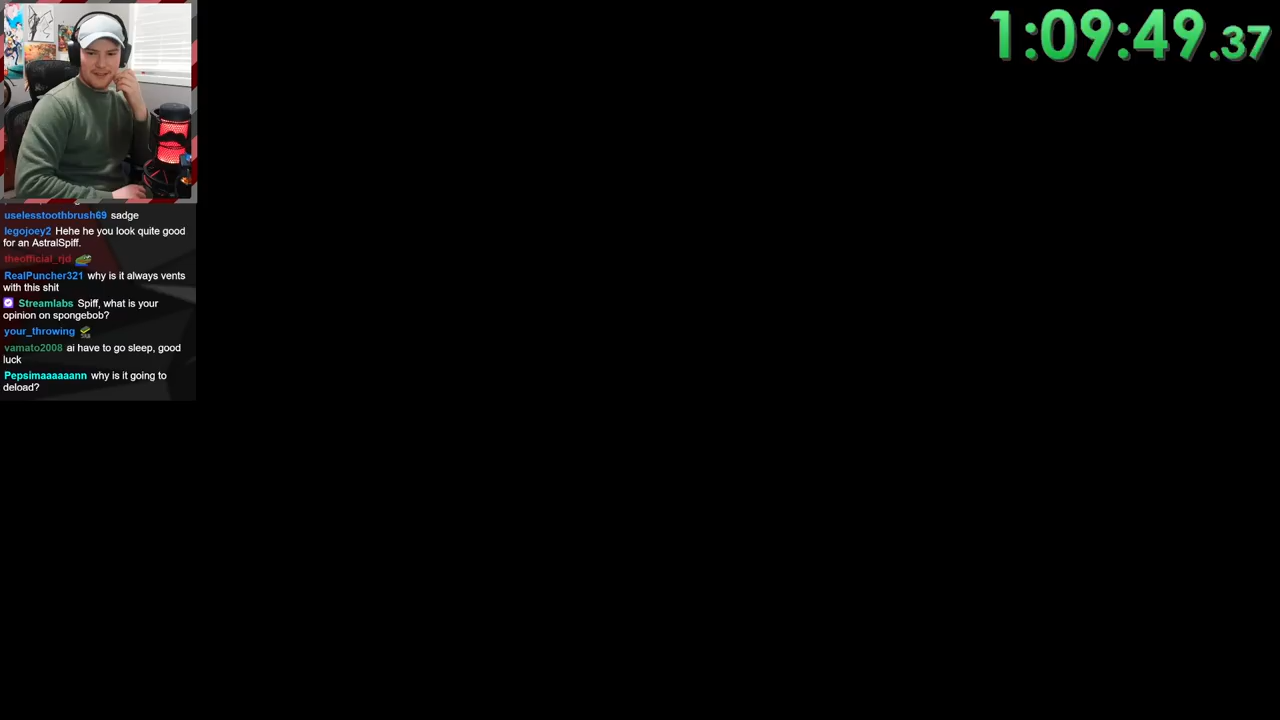 1:09:49.37
uselesstoothbrush69 sadge
legojoey2 Hehe he you look quite good
for an AstralSpiff.
theofficial_rjd
RealPuncher321 why is it always vents
with this shit
Streamlabs Spiff, what is your
opinion on spongebob?
your_throwing
vamato2008 ai have to go sleep, good
luck
Pepsimaaaaaann why is it going to
deload?